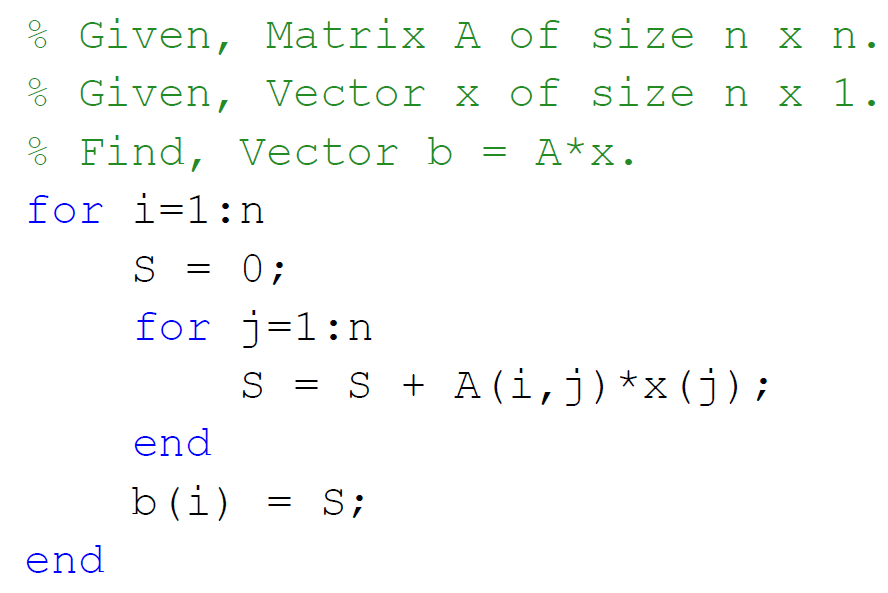 % Given, Matrix A of size n x n.
% Given, Vector x of size n x 1.
% Find, Vector b = A*x.
for i=1:n
    S = 0;
    for j=1:n
        S = S + A(i,j)*x(j);
    end
    b(i) = S;
end